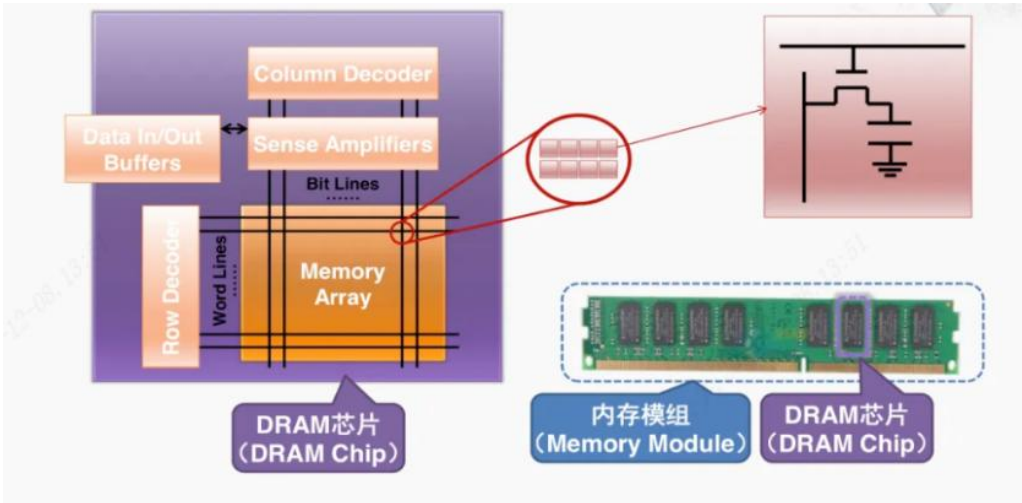 Column Decoder
Data In/Out
Buffers
Sense Amplifiers
Bit Lines
......
Row Decoder
Word Lines
......
Memory
Array
DRAM芯片
（DRAM Chip）
内存模组
（Memory Module）
DRAM芯片
（DRAM Chip）